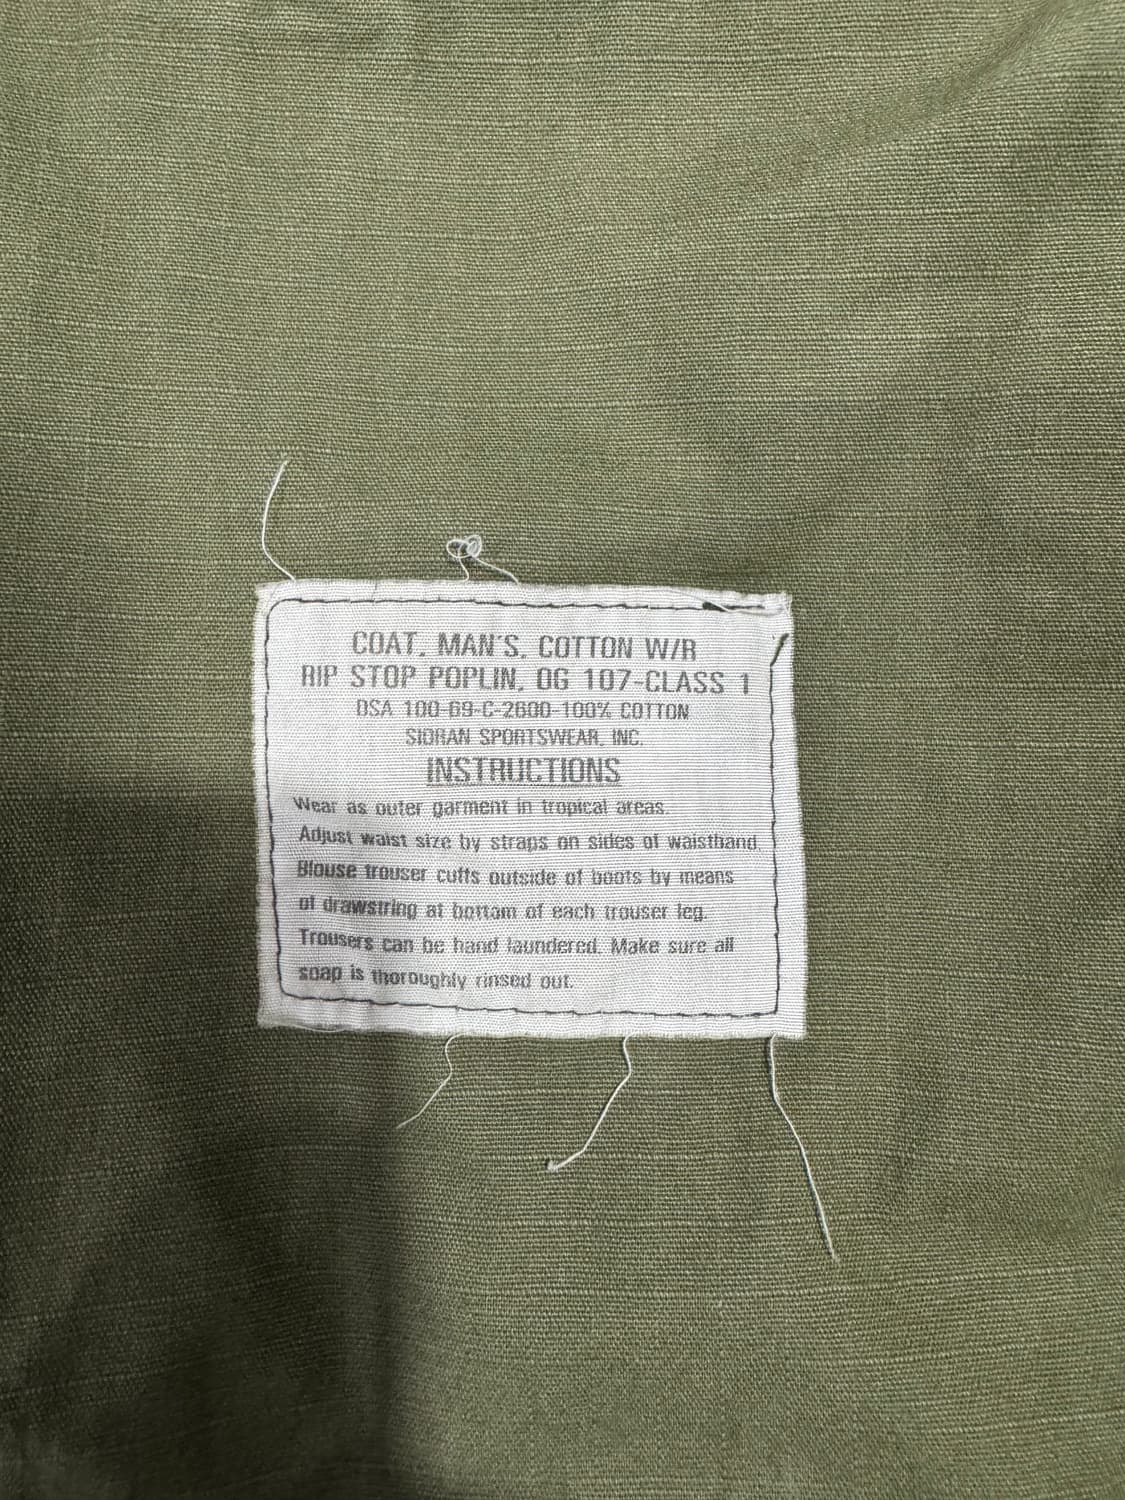 COAT, MAN'S, COTTON W/R
RIP STOP POPLIN, OG 107-CLASS 1
DSA 100-69-C-2600-100% COTTON
SIDRAN SPORTSWEAR, INC.
INSTRUCTIONS
Wear as outer garment in tropical areas.
Adjust waist size by straps on sides of waistband.
Blouse trouser cuffs outside of boots by means
of drawstring at bottom of each trouser leg.
Trousers can be hand laundered. Make sure all
soap is thoroughly rinsed out.